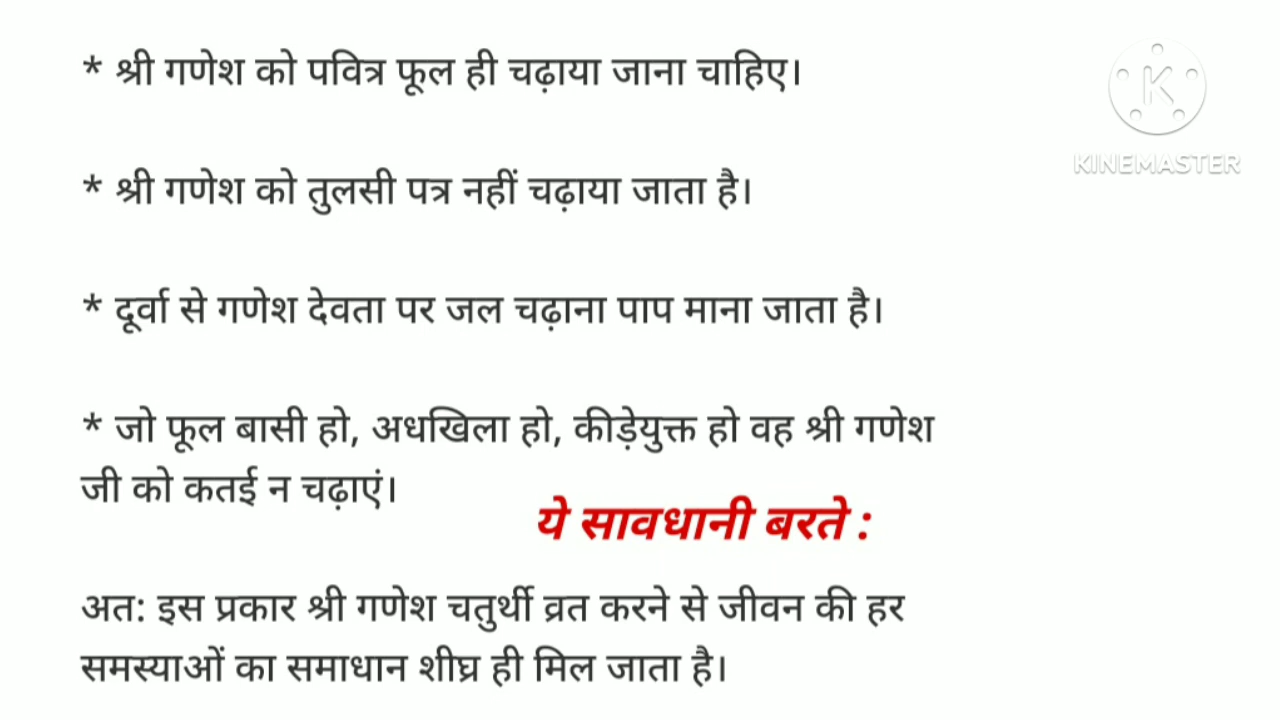 * श्री गणेश को पवित्र फूल ही चढ़ाया जाना चाहिए।
KINEMASTER
* श्री गणेश को तुलसी पत्र नहीं चढ़ाया जाता है।
* दूर्वा से गणेश देवता पर जल चढ़ाना पाप माना जाता है।
* जो फूल बासी हो, अधखिला हो, कीड़ेयुक्त हो वह श्री गणेश
जी को कतई न चढ़ाएं।
ये सावधानी बरते :
अत: इस प्रकार श्री गणेश चतुर्थी व्रत करने से जीवन की हर
समस्याओं का समाधान शीघ्र ही मिल जाता है।